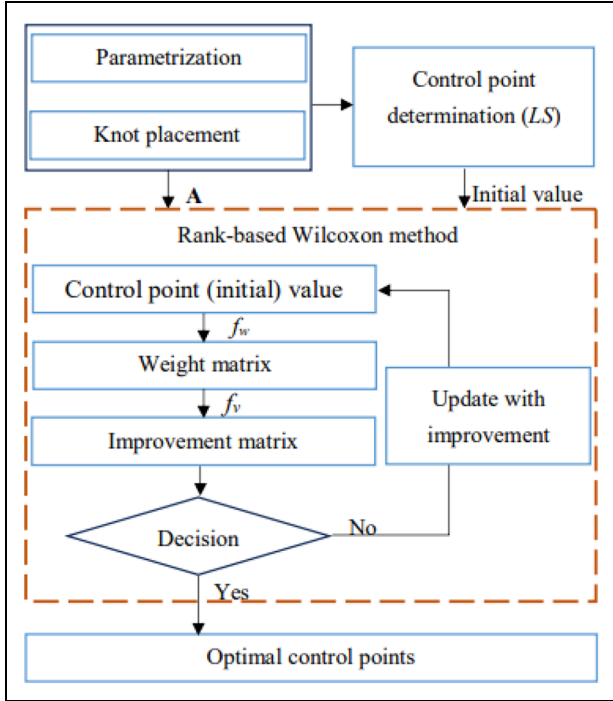 Parametrization
Knot placement
Control point
determination (LS)
A
Initial value
Rank-based Wilcoxon method
Control point (initial) value
fw
Weight matrix
fv
Improvement matrix
Update with
improvement
Decision
No
Yes
Optimal control points